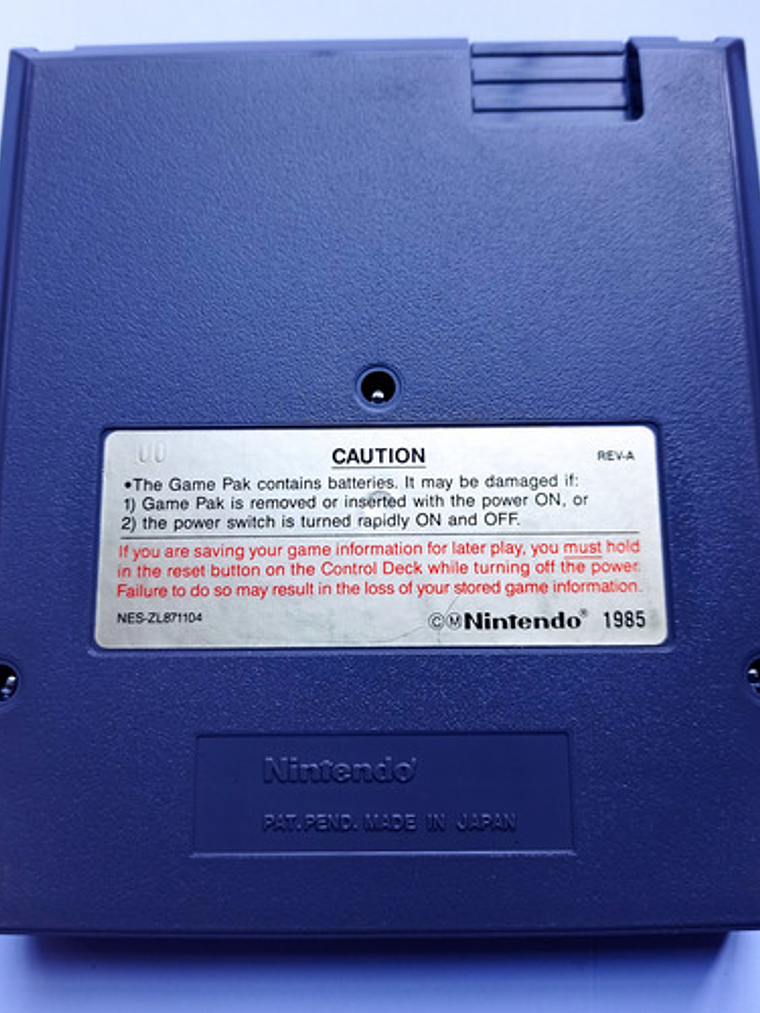 00
CAUTION
REV-A
•The Game Pak contains batteries. It may be damaged if:
1) Game Pak is removed or inserted with the power ON, or
2) the power switch is turned rapidly ON and OFF.
If you are saving your game information for later play, you must hold
in the reset button on the Control Deck while turning off the power.
Failure to do so may result in the loss of your stored game information.
NES-ZL871104
©Ⓜ Nintendo® 1985
Nintendo
PAT. PEND. MADE IN JAPAN